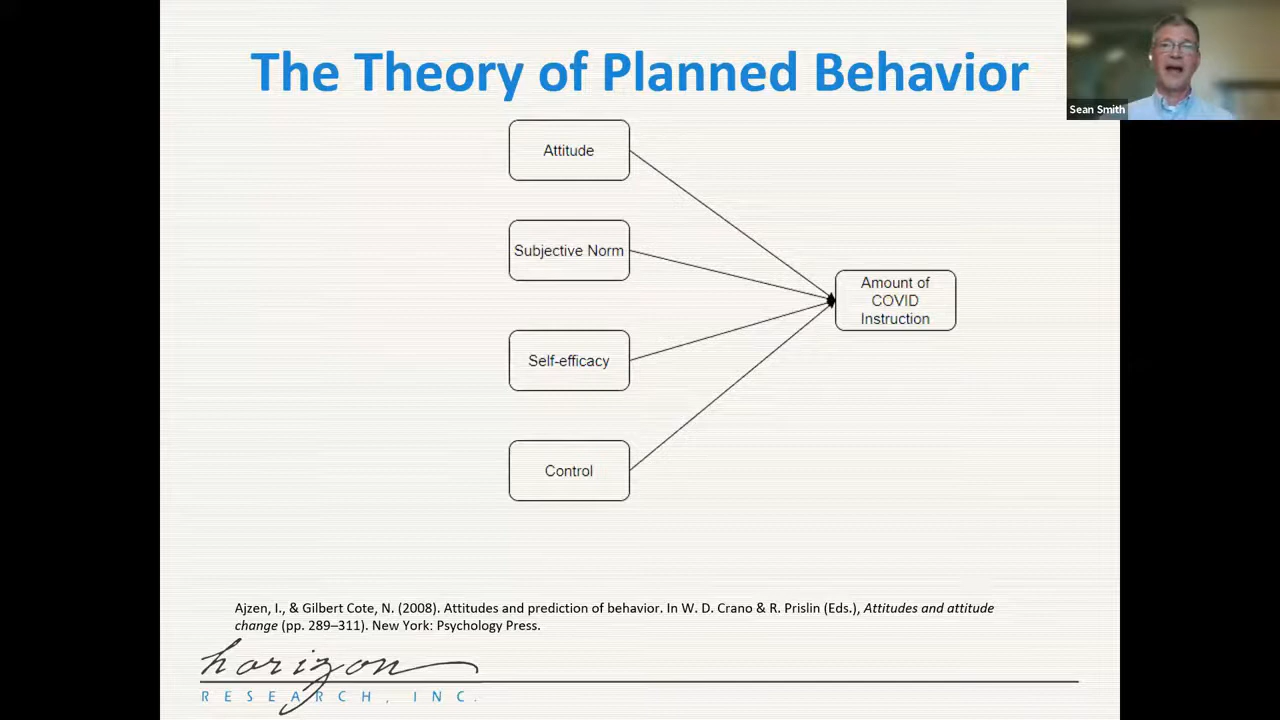 The Theory of Planned Behavior
Sean Smith
Attitude
Subjective Norm
Self-efficacy
Control
Amount of
COVID
Instruction
Ajzen, I., & Gilbert Cote, N. (2008). Attitudes and prediction of behavior. In W. D. Crano & R. Prislin (Eds.), Attitudes and attitude
change (pp. 289–311). New York: Psychology Press.
horizon
RESEARCH, INC.